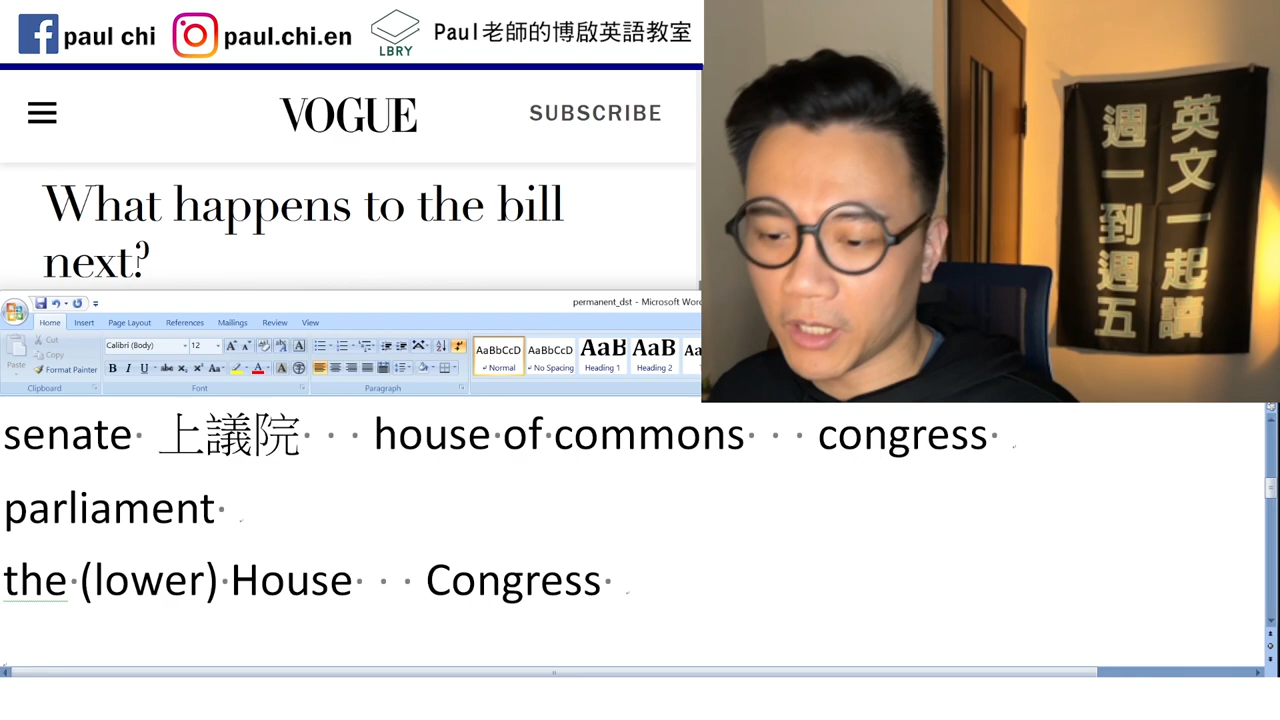 paul chi paul.chi.en LBRY Paul老師的博啟英語教室
VOGUE SUBSCRIBE
What happens to the bill
next?
permanent_dst - Microsoft Word
Home Insert Page Layout References Mailings Review View
Cut
Copy
Format Painter
Paste
Calibri (Body) 12
AaBbCcD AaBbCcD AaB AaB Aa
Normal No Spacing Heading 1 Heading 2
Clipboard Font Paragraph
senate 上議院 house of commons congress
parliament
the (lower) House Congress
英文一起讀
週一到週五